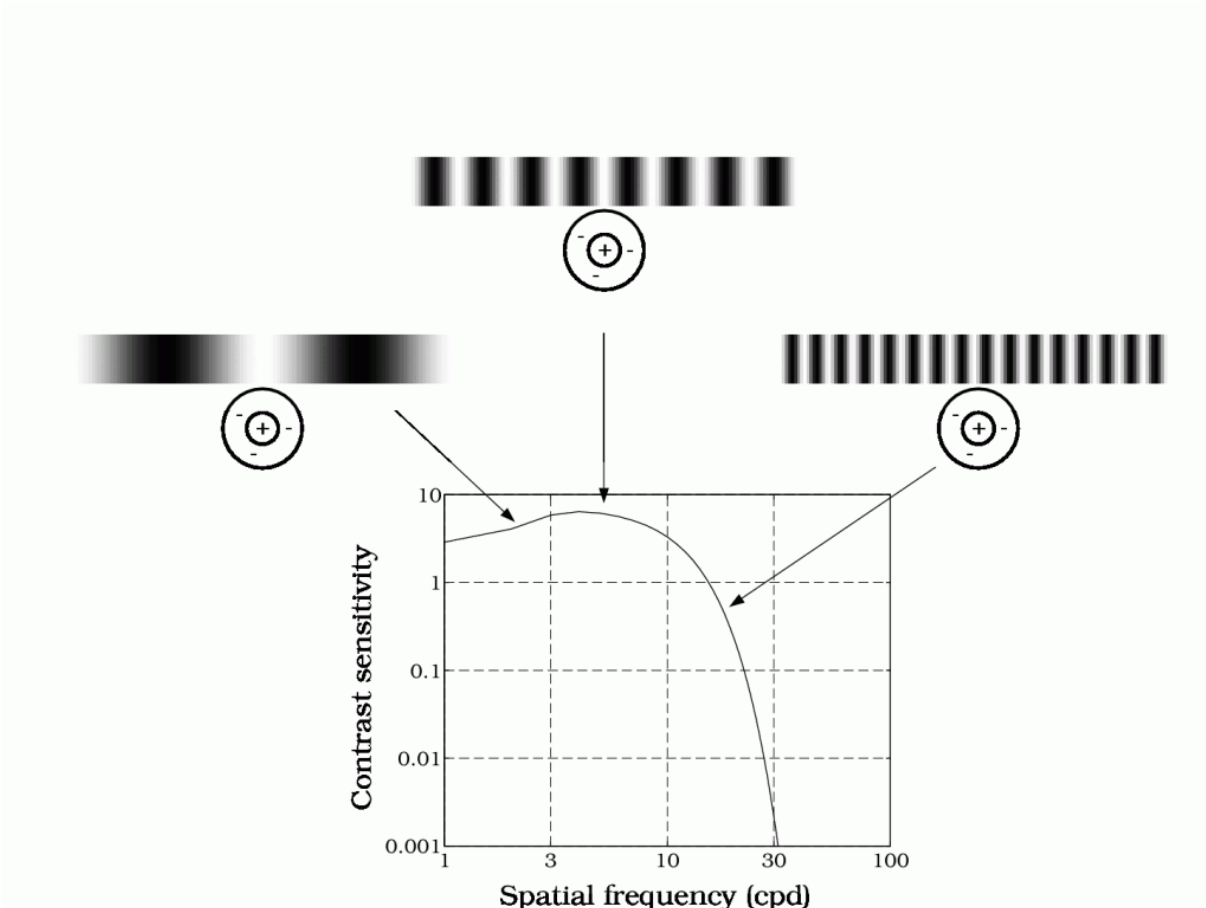 - + -
-
- + -
-
- + -
-
10
1
0.1
0.01
0.001
Contrast sensitivity
1 3 10 30 100
Spatial frequency (cpd)